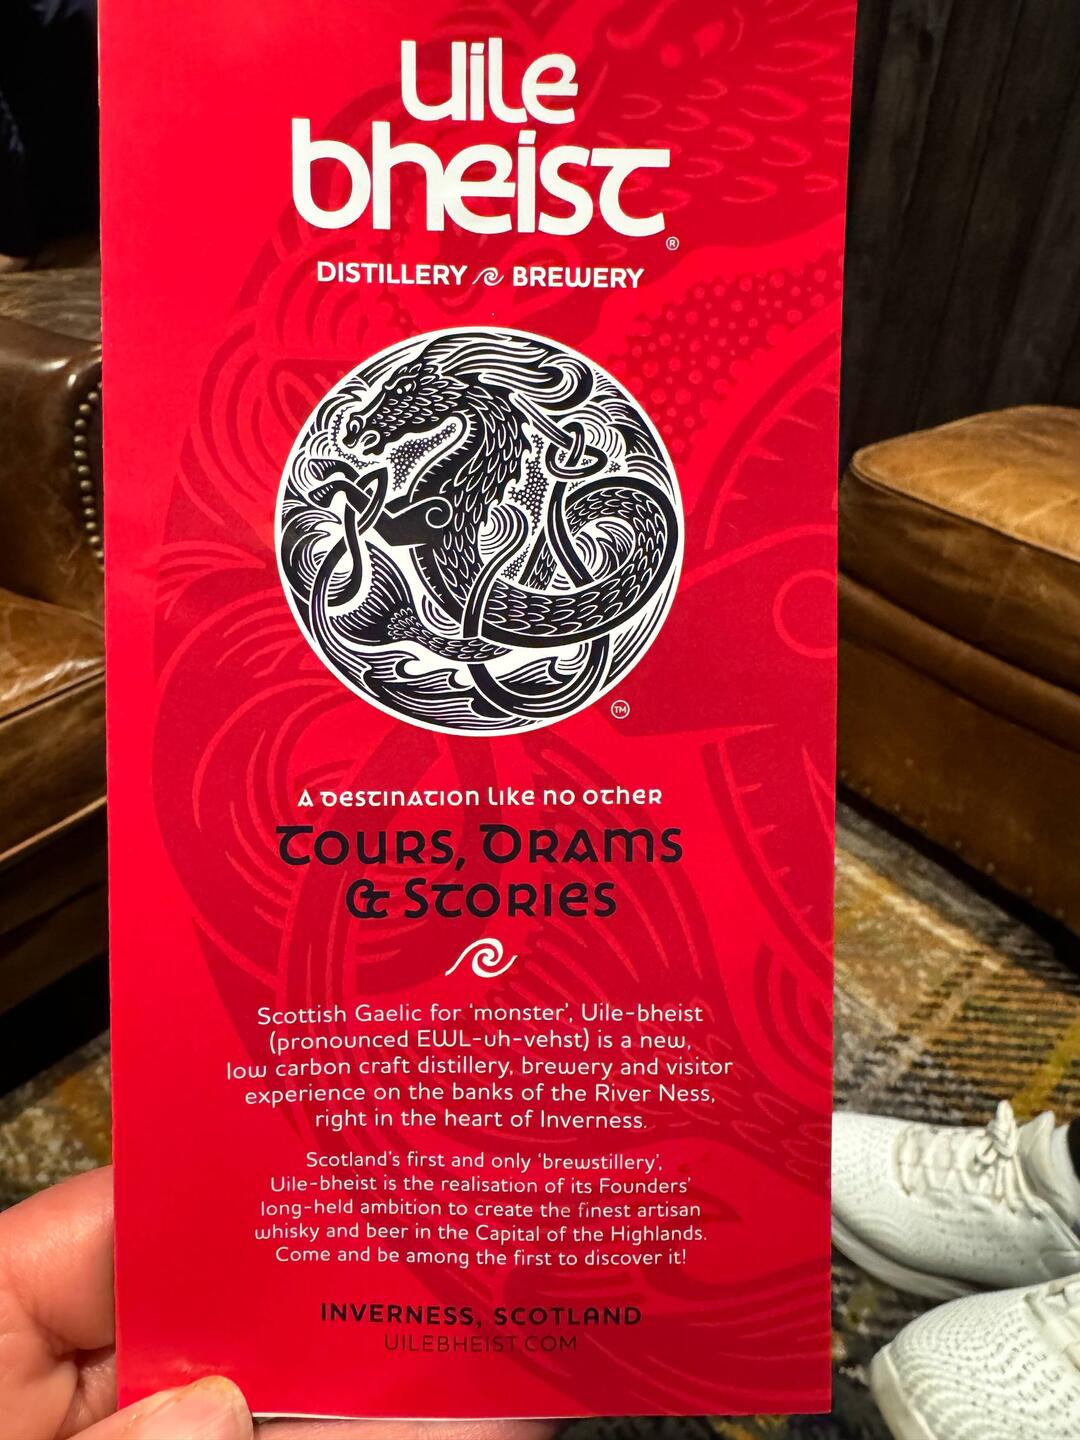 Uile
bheist
®
DISTILLERY BREWERY
TM
A DESTINATION LIKE NO OTHER
TOURS, DRAMS
& STORIES
Scottish Gaelic for 'monster', Uile-bheist
(pronounced EWL-uh-vehst) is a new,
low carbon craft distillery, brewery and visitor
experience on the banks of the River Ness,
right in the heart of Inverness.
Scotland's first and only 'brewstillery',
Uile-bheist is the realisation of its Founders'
long-held ambition to create the finest artisan
whisky and beer in the Capital of the Highlands.
Come and be among the first to discover it!
INVERNESS, SCOTLAND
UILEBHEIST.COM